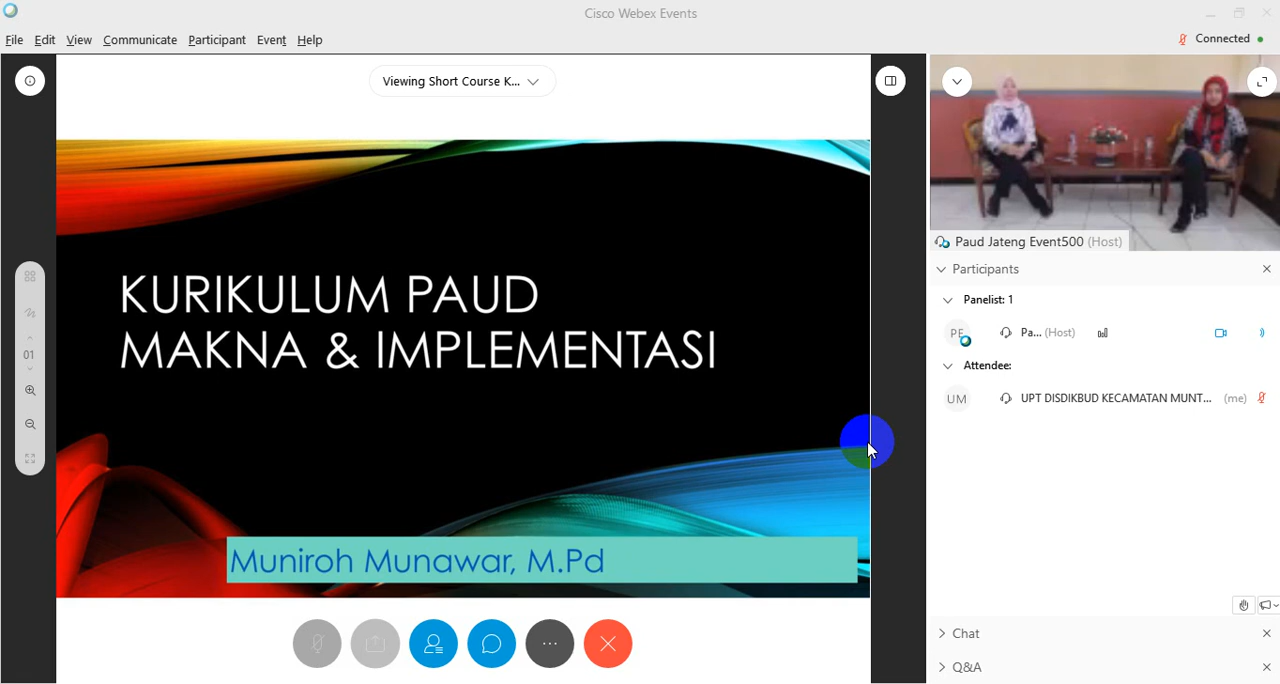 Cisco Webex Events
File Edit View Communicate Participant Event Help
Connected
Viewing Short Course K...
KURIKULUM PAUD
MAKNA & IMPLEMENTASI
Muniroh Munawar, M.Pd
01
Paud Jateng Event500 (Host)
Participants
Panelist: 1
PE Pa... (Host)
Attendee:
UM UPT DISDIKBUD KECAMATAN MUNT... (me)
Chat
Q&A